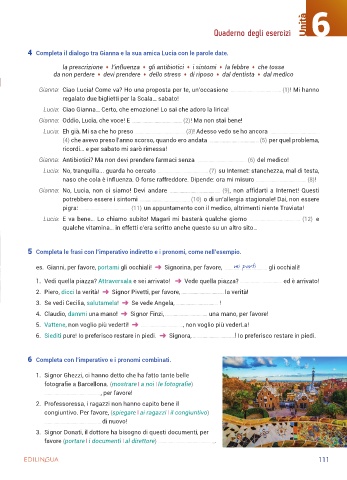 Quaderno degli esercizi
Unità 6
4 Completa il dialogo tra Gianna e la sua amica Lucia con le parole date.
la prescrizione • l'influenza • gli antibiotici • i sintomi • la febbre • che tosse
da non perdere • devi prendere • dello stress • di riposo • dal dentista • dal medico
Gianna: Ciao Lucia! Come va? Ho una proposta per te, un'occasione (1)! Mi hanno
regalato due biglietti per la Scala... sabato!
Lucia: Ciao Gianna... Certo, che emozione! Lo sai che adoro la lirica!
Gianna: Oddio, Lucia, che voce! E (2)! Ma non stai bene!
Lucia: Eh già. Mi sa che ho preso (3)! Adesso vedo se ho ancora
(4) che avevo preso l'anno scorso, quando ero andata (5) per quel problema,
ricordi... e per sabato mi sarò rimessa!
Gianna: Antibiotici? Ma non devi prendere farmaci senza (6) del medico!
Lucia: No, tranquilla... guarda ho cercato (7) su Internet: stanchezza, mal di testa,
naso che cola è influenza. O forse raffreddore. Dipende: ora mi misuro (8)!
Gianna: No, Lucia, non ci siamo! Devi andare (9), non affidarti a Internet! Questi
potrebbero essere i sintomi (10) o di un'allergia stagionale! Dai, non essere
pigra: (11) un appuntamento con il medico, altrimenti niente Traviata!
Lucia: E va bene... Lo chiamo subito! Magari mi basterà qualche giorno (12) e
qualche vitamina... in effetti c'era scritto anche questo su un altro sito...
5 Completa le frasi con l'imperativo indiretto e i pronomi, come nell'esempio.
es. Gianni, per favore, portami gli occhiali! ➜ Signorina, per favore, mi porti gli occhiali!
1. Vedi quella piazza? Attraversala e sei arrivato! ➜ Vede quella piazza? ed è arrivato!
2. Piero, dicci la verità! ➜ Signor Pivetti, per favore, la verità!
3. Se vedi Cecilia, salutamela! ➜ Se vede Angela, !
4. Claudio, dammi una mano! ➜ Signor Finzi, una mano, per favore!
5. Vattene, non voglio più vederti! ➜ , non voglio più vederLa!
6. Siediti pure! Io preferisco restare in piedi. ➜ Signora, ! Io preferisco restare in piedi.
6 Completa con l'imperativo e i pronomi combinati.
1. Signor Ghezzi, ci hanno detto che ha fatto tante belle
fotografie a Barcellona. (mostrare | a noi | le fotografie)
, per favore!
2. Professoressa, i ragazzi non hanno capito bene il
congiuntivo. Per favore, (spiegare | ai ragazzi | il congiuntivo)
di nuovo!
3. Signor Donati, il dottore ha bisogno di questi documenti, per
favore (portare | i documenti | al direttore) .
EDILINGUA
111